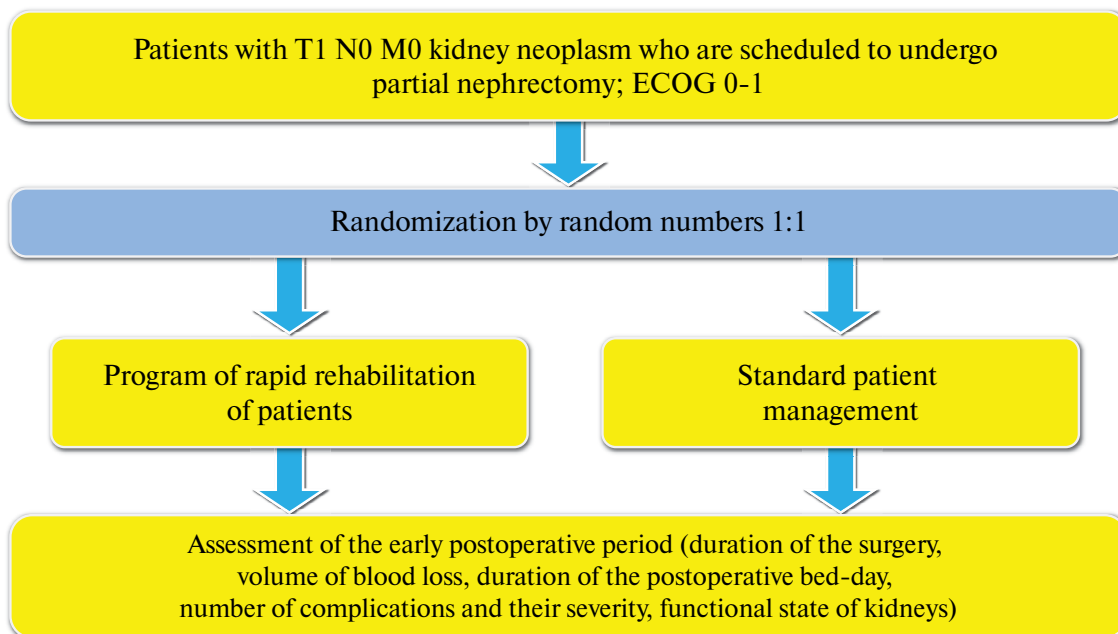 Patients with T1 N0 M0 kidney neoplasm who are scheduled to undergo
partial nephrectomy; ECOG 0-1
Randomization by random numbers 1:1
Program of rapid rehabilitation
of patients
Standard patient
management
Assessment of the early postoperative period (duration of the surgery,
volume of blood loss, duration of the postoperative bed-day,
number of complications and their severity, functional state of kidneys)